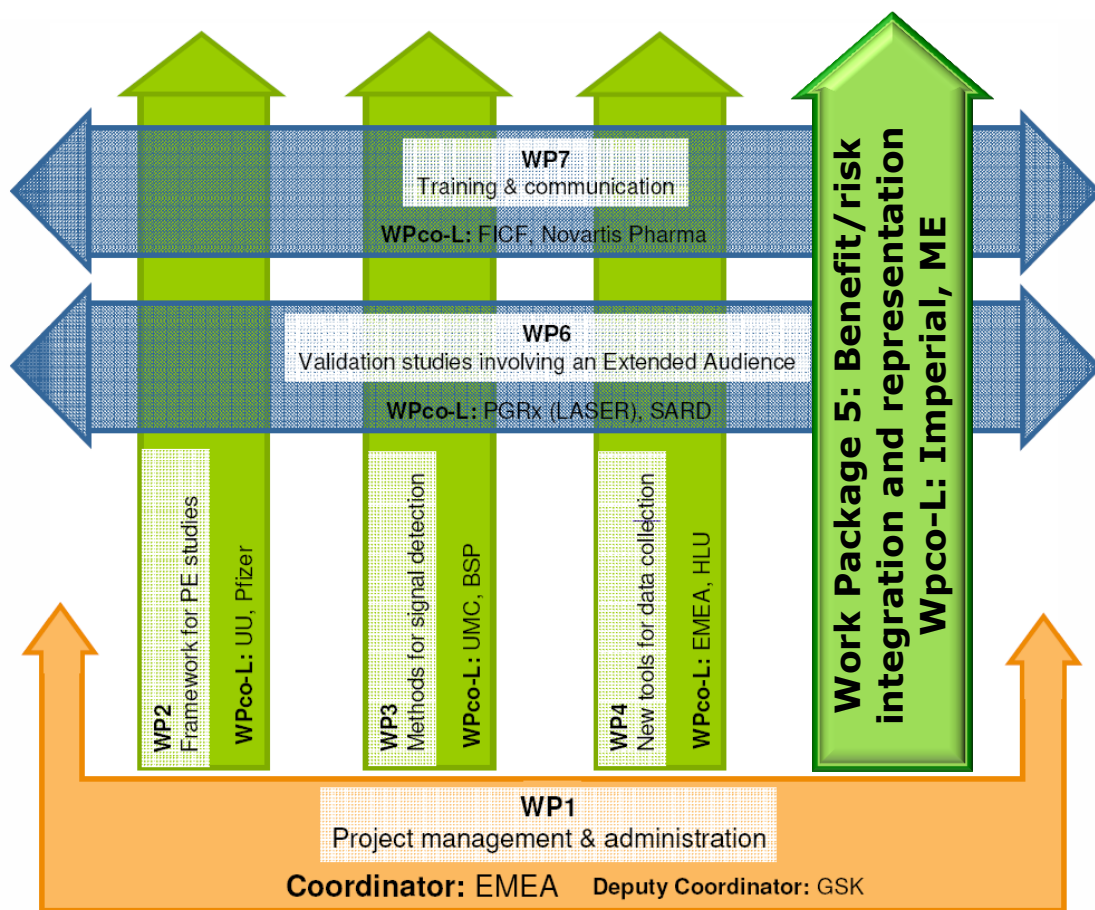 WP7
Training & communication
WPco-L: FICF, Novartis Pharma
WP6
Validation studies involving an Extended Audience
WPco-L: PGRx (LASER), SARD
WP2
Framework for PE studies
WPco-L: UU, Pfizer
WP3
Methods for signal detection
WPco-L: UMC, BSP
WP4
New tools for data collection
WPco-L: EMEA, HLU
Work Package 5: Benefit/risk
integration and representation
Wpco-L: Imperial, ME
WP1
Project management & administration
Coordinator: EMEA Deputy Coordinator: GSK